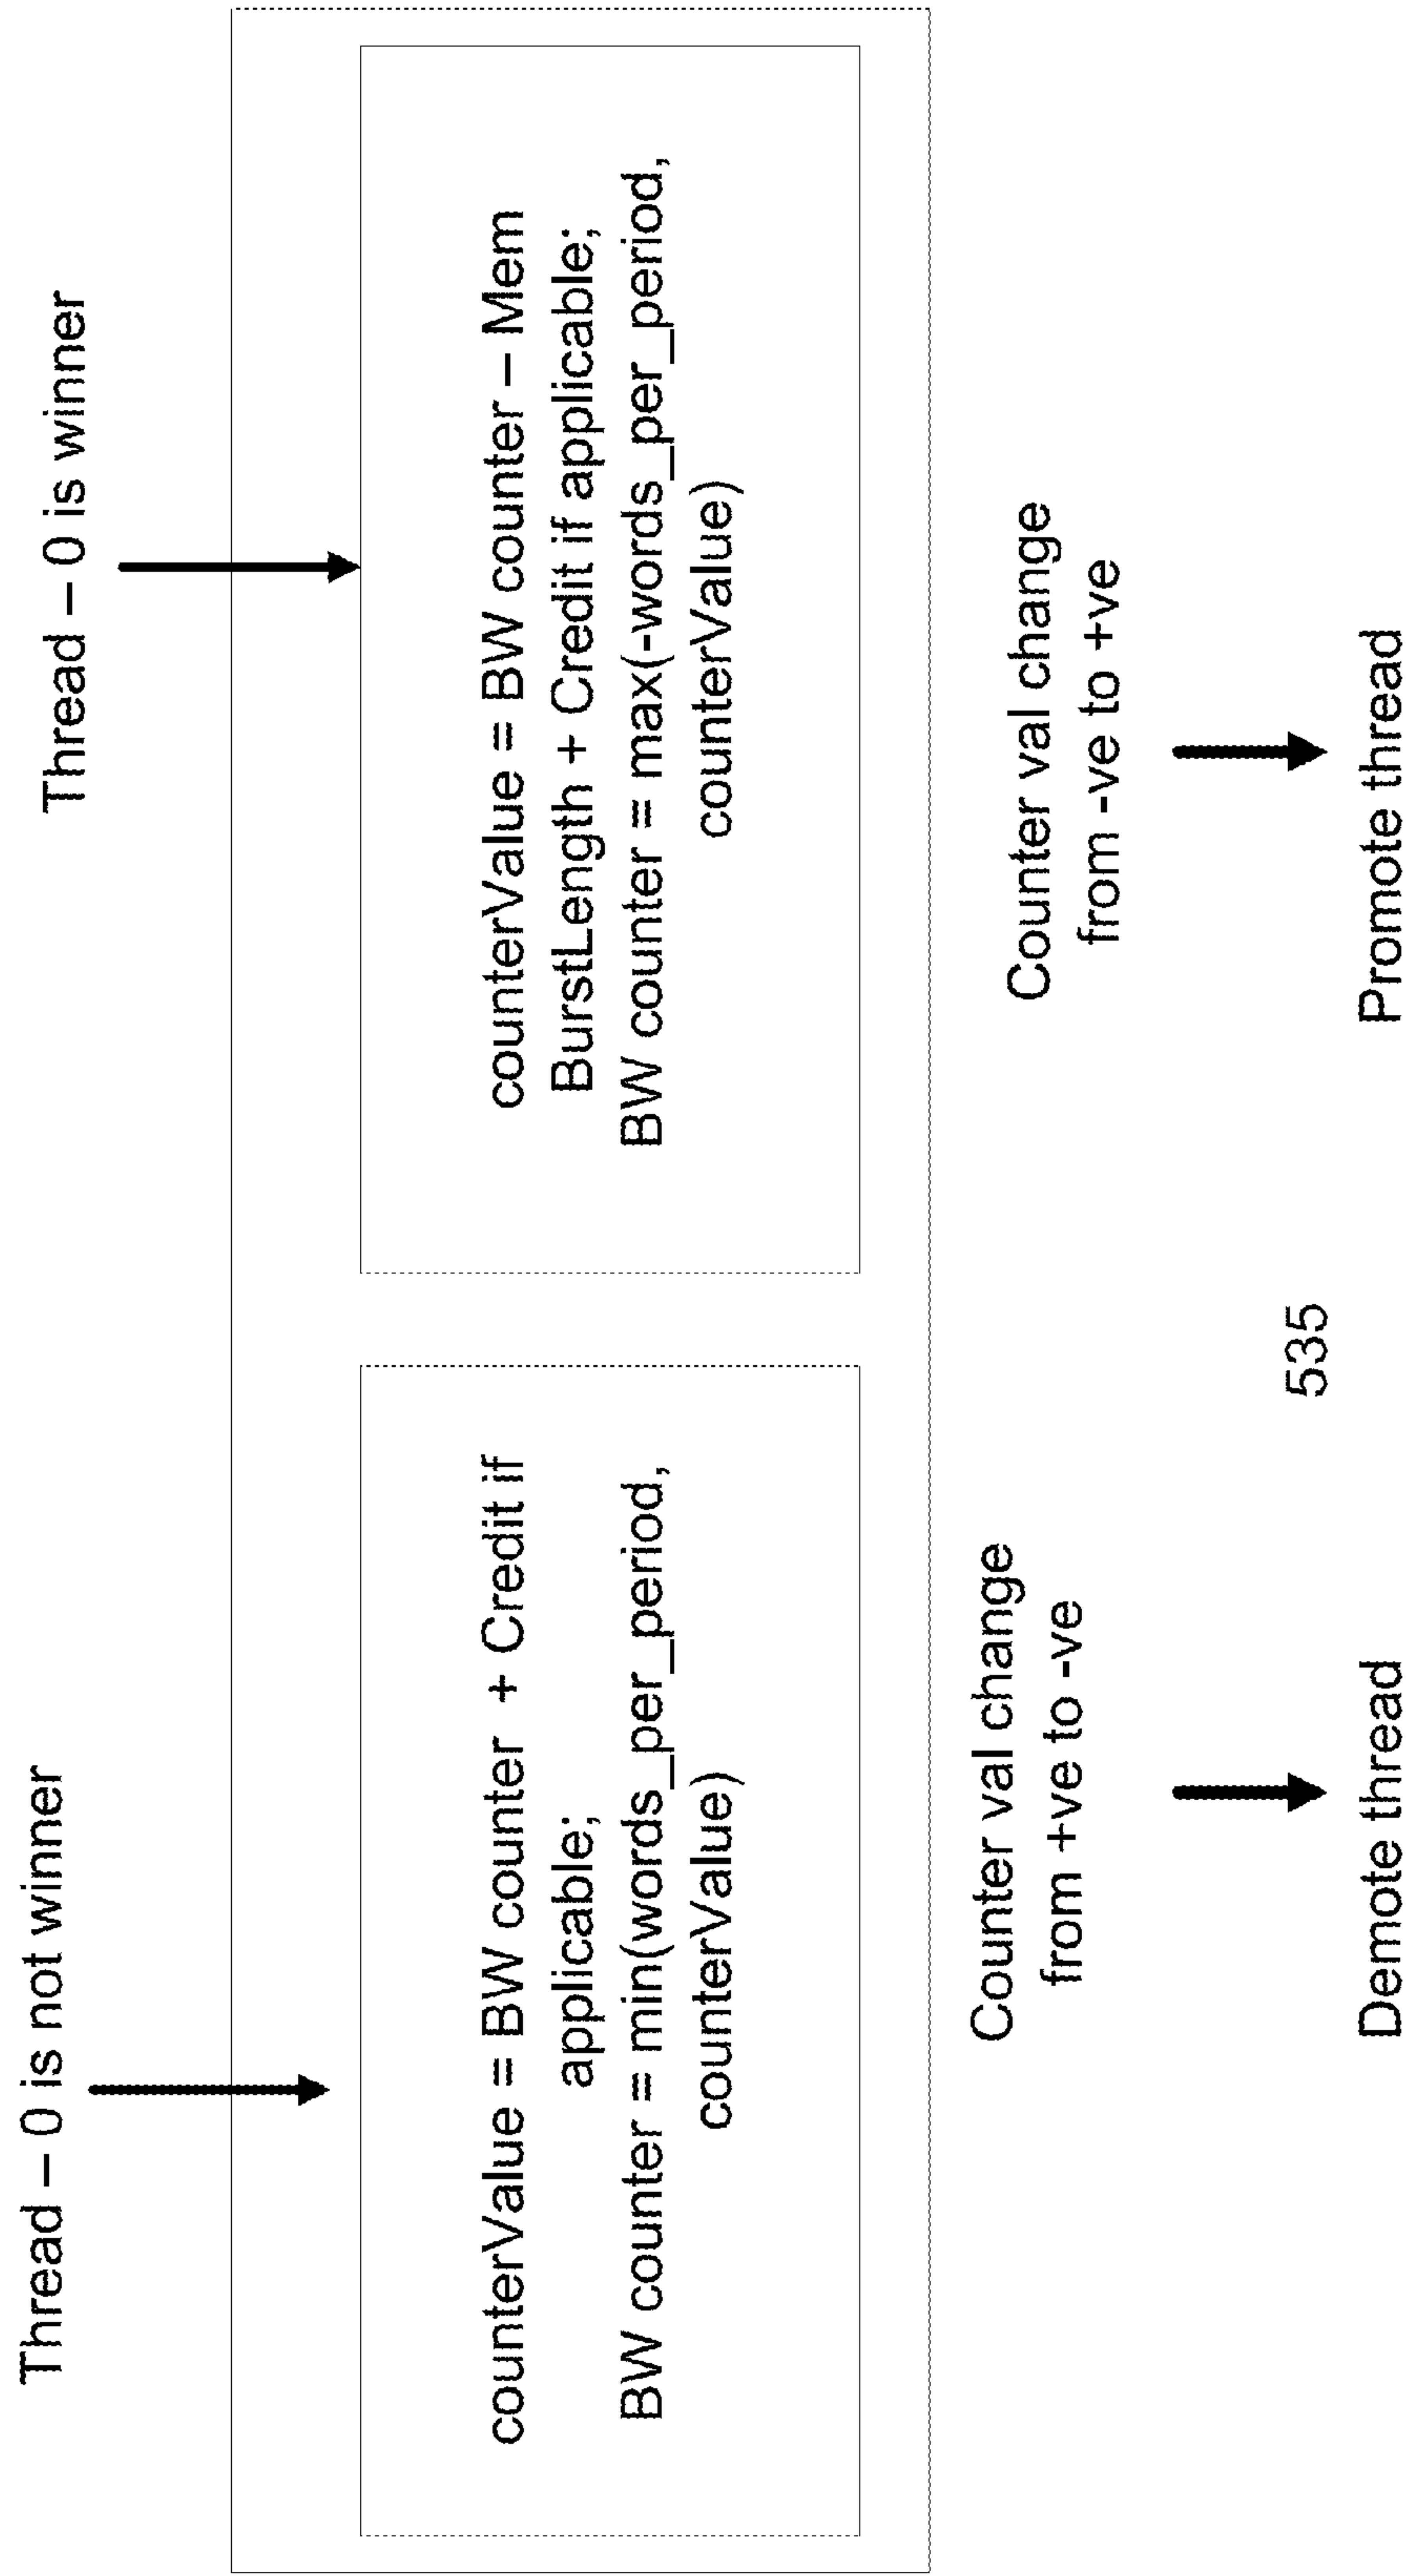 Thread – 0 is not winner
Thread – 0 is winner
counterValue = BW counter + Credit if
applicable;
BW counter = min(words_per_period,
counterValue)
counterValue = BW counter – Mem
BurstLength + Credit if applicable;
BW counter = max(-words_per_period,
counterValue)
Counter val change
from +ve to -ve
Counter val change
from -ve to +ve
Demote thread
Promote thread
535